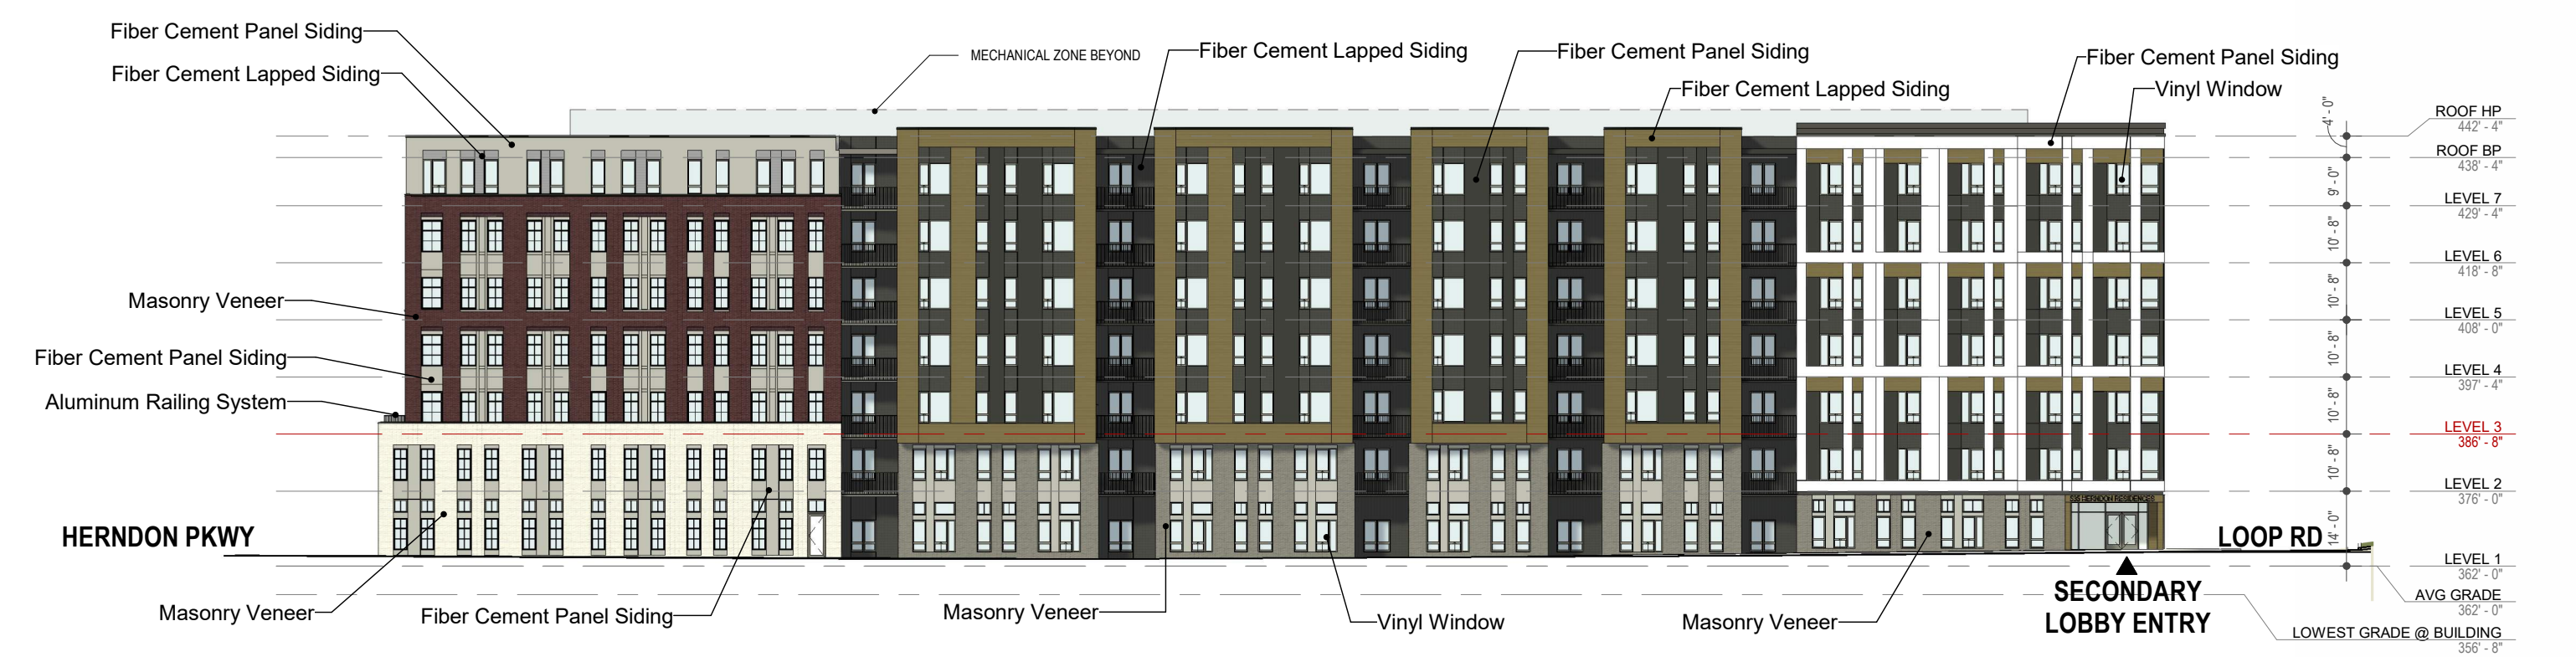 Fiber Cement Panel Siding
Fiber Cement Lapped Siding
MECHANICAL ZONE BEYOND
Fiber Cement Lapped Siding
Fiber Cement Panel Siding
Fiber Cement Lapped Siding
Fiber Cement Panel Siding
Vinyl Window
Masonry Veneer
Fiber Cement Panel Siding
Aluminum Railing System
HERNDON PKWY
Masonry Veneer
Fiber Cement Panel Siding
Masonry Veneer
Vinyl Window
Masonry Veneer
535 HERNDON RESIDENCES
SECONDARY
LOBBY ENTRY
LOOP RD
4' - 0"
9' - 0"
10' - 8"
10' - 8"
10' - 8"
10' - 8"
10' - 8"
14' - 0"
ROOF HP
442' - 4"
ROOF BP
438' - 4"
LEVEL 7
429' - 4"
LEVEL 6
418' - 8"
LEVEL 5
408' - 0"
LEVEL 4
397' - 4"
LEVEL 3
386' - 8"
LEVEL 2
376' - 0"
LEVEL 1
362' - 0"
AVG GRADE
362' - 0"
LOWEST GRADE @ BUILDING
356' - 8"